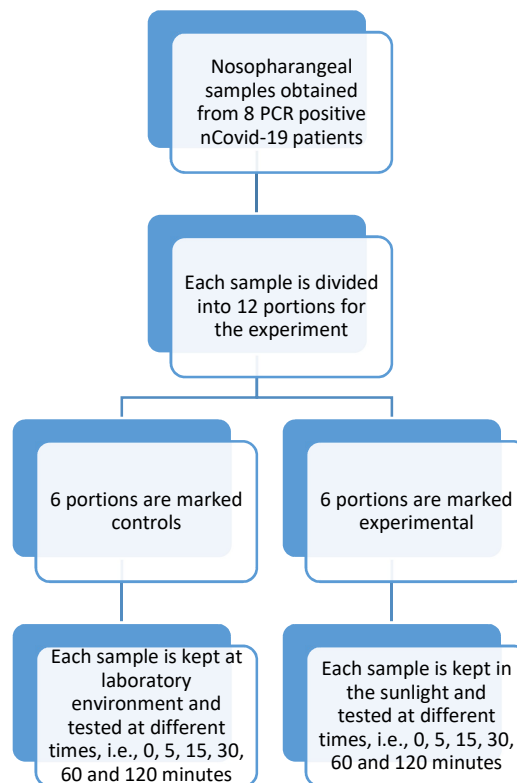 Nosopharangeal
samples obtained
from 8 PCR positive
nCovid-19 patients
Each sample is divided
into 12 portions for
the experiment
6 portions are marked
controls
6 portions are marked
experimental
Each sample is kept at
laboratory
environment and
tested at different
times, i.e., 0, 5, 15, 30,
60 and 120 minutes
Each sample is kept in
the sunlight and
tested at different
times, i.e., 0, 5, 15, 30,
60 and 120 minutes